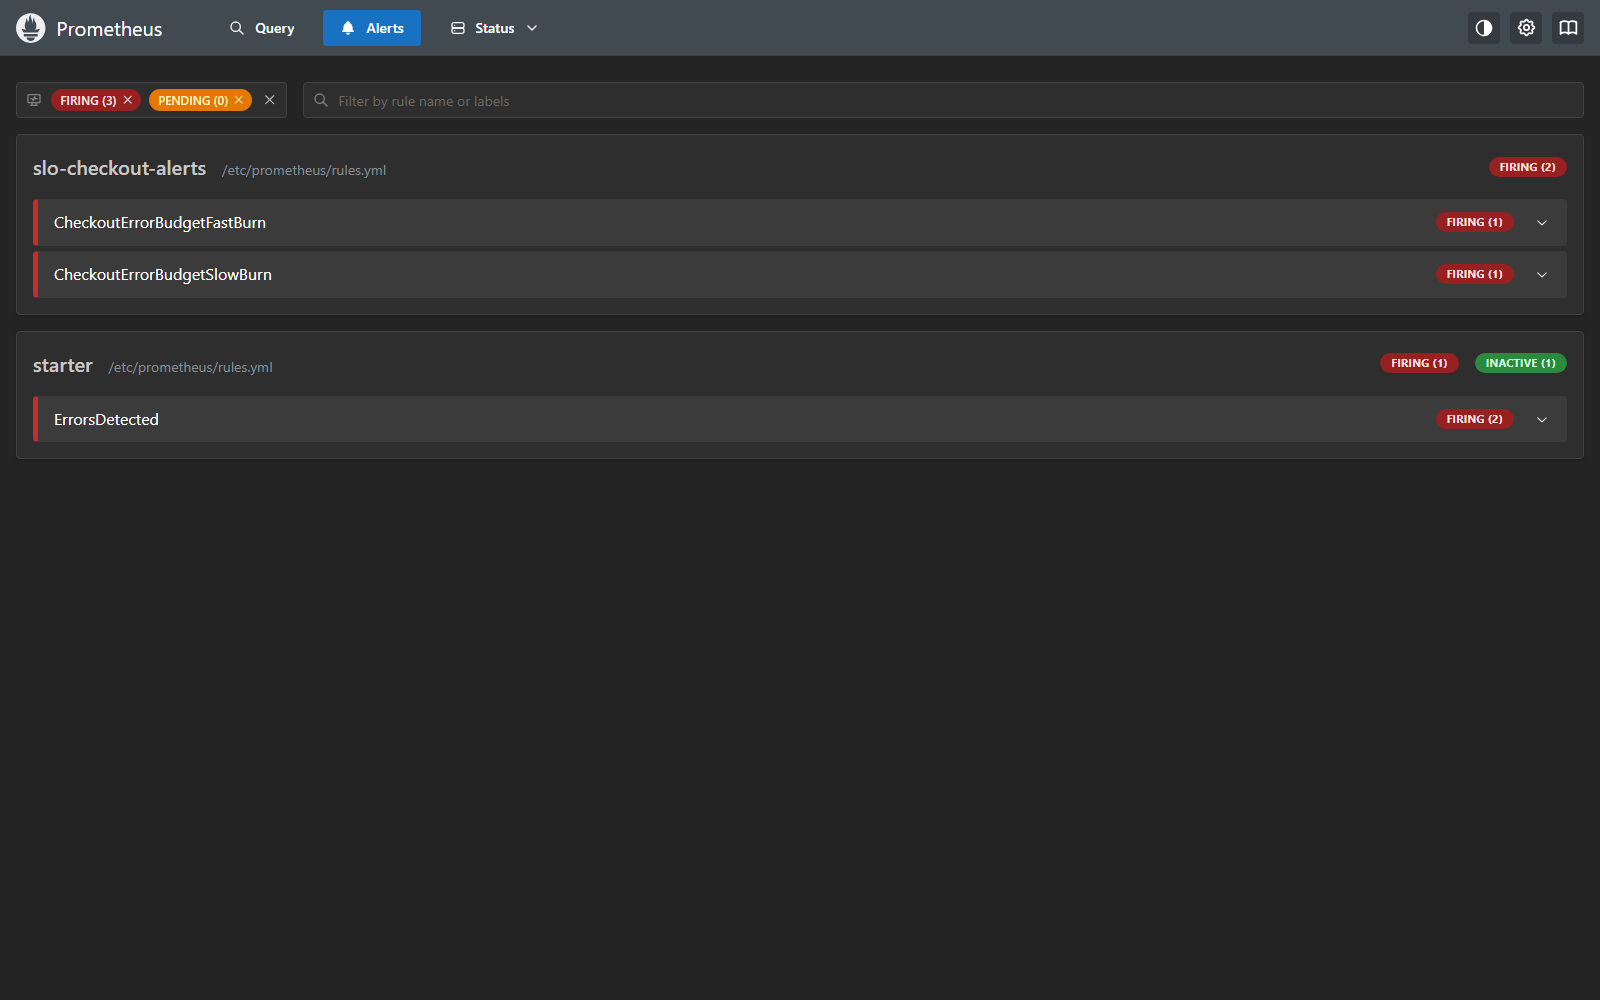 Prometheus Query Alerts Status
FIRING (3) PENDING (0) Filter by rule name or labels
slo-checkout-alerts /etc/prometheus/rules.yml FIRING (2)
CheckoutErrorBudgetFastBurn FIRING (1)
CheckoutErrorBudgetSlowBurn FIRING (1)
starter /etc/prometheus/rules.yml FIRING (1) INACTIVE (1)
ErrorsDetected FIRING (2)